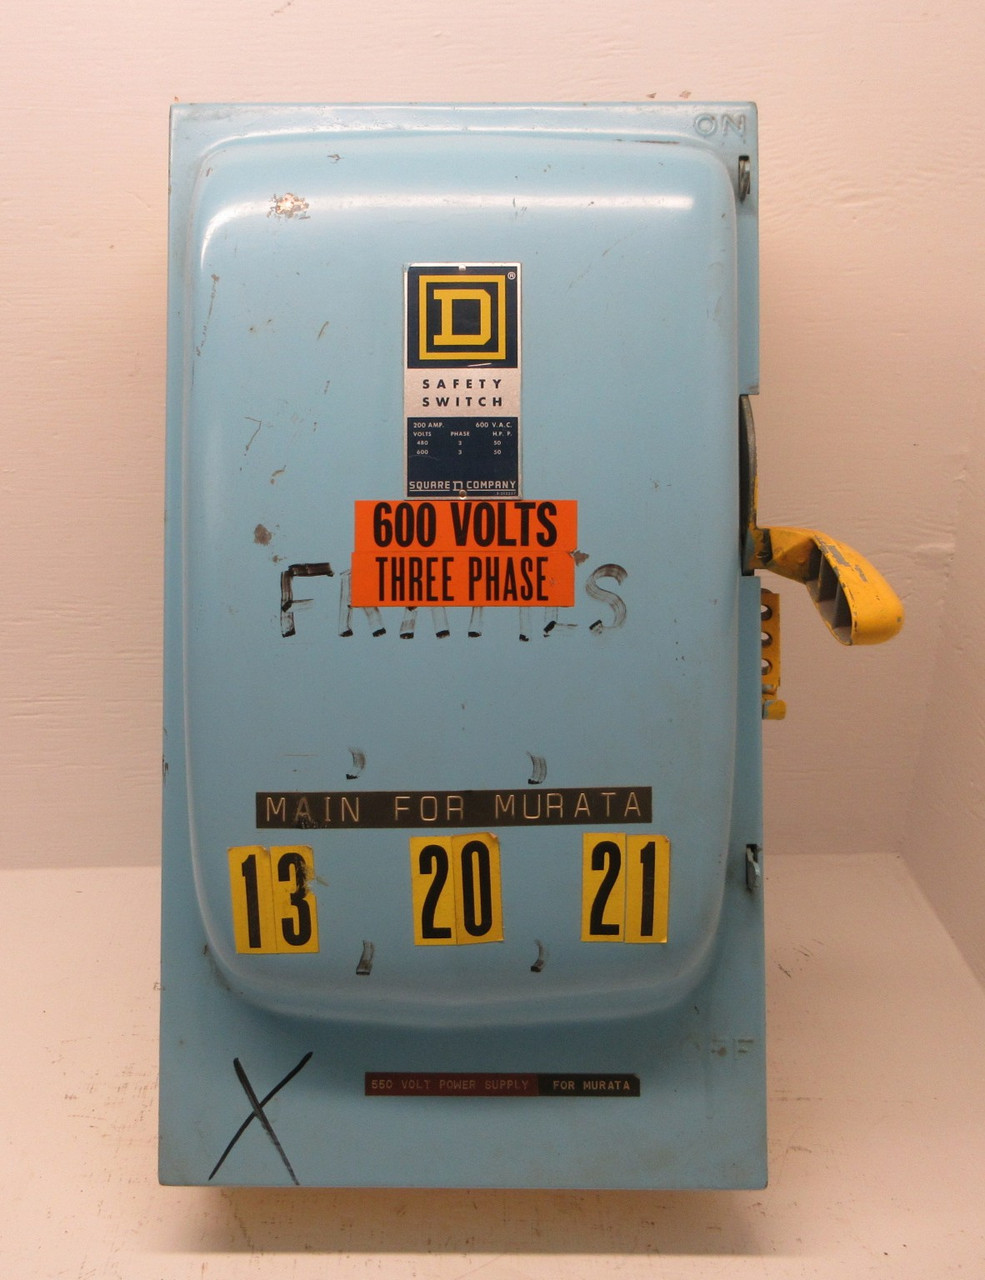 ON
D ®
SAFETY
SWITCH
200 AMP. 600 V.A.C.
VOLTS PHASE H.P. P.
480 3 50
600 3 50
SQUARE D COMPANY
600 VOLTS
THREE PHASE
FRAMES
MAIN FOR MURATA
13 20 21
550 VOLT POWER SUPPLY FOR MURATA
X